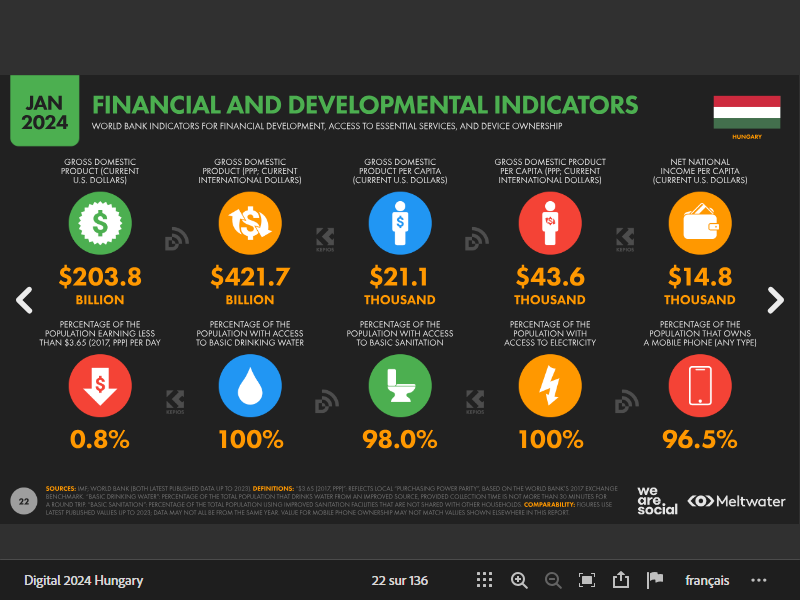 JAN
2024
FINANCIAL AND DEVELOPMENTAL INDICATORS
WORLD BANK INDICATORS FOR FINANCIAL DEVELOPMENT, ACCESS TO ESSENTIAL SERVICES, AND DEVICE OWNERSHIP
HUNGARY
GROSS DOMESTIC
PRODUCT (CURRENT
U.S. DOLLARS)
$203.8
BILLION
GROSS DOMESTIC
PRODUCT (PPP; CURRENT
INTERNATIONAL DOLLARS)
$421.7
BILLION
GROSS DOMESTIC
PRODUCT PER CAPITA
(CURRENT U.S. DOLLARS)
$21.1
THOUSAND
GROSS DOMESTIC PRODUCT
PER CAPITA (PPP; CURRENT
INTERNATIONAL DOLLARS)
$43.6
THOUSAND
NET NATIONAL
INCOME PER CAPITA
(CURRENT U.S. DOLLARS)
$14.8
THOUSAND
PERCENTAGE OF THE
POPULATION EARNING LESS
THAN $3.65 (2017, PPP) PER DAY
0.8%
PERCENTAGE OF THE
POPULATION WITH ACCESS
TO BASIC DRINKING WATER
100%
PERCENTAGE OF THE
POPULATION WITH ACCESS
TO BASIC SANITATION
98.0%
PERCENTAGE OF THE
POPULATION WITH
ACCESS TO ELECTRICITY
100%
PERCENTAGE OF THE
POPULATION THAT OWNS
A MOBILE PHONE (ANY TYPE)
96.5%
KEPIOS
KEPIOS
KEPIOS
KEPIOS
22
SOURCES: IMF; WORLD BANK (BOTH LATEST PUBLISHED DATA UP TO 2023). DEFINITIONS: "$3.65 (2017, PPP)": REFLECTS LOCAL "PURCHASING POWER PARITY", BASED ON THE WORLD BANK'S 2017 EXCHANGE
BENCHMARK. "BASIC DRINKING WATER": PERCENTAGE OF THE TOTAL POPULATION THAT DRINKS WATER FROM AN IMPROVED SOURCE, PROVIDED COLLECTION TIME IS NOT MORE THAN 30 MINUTES FOR
A ROUND TRIP. "BASIC SANITATION": PERCENTAGE OF THE TOTAL POPULATION USING IMPROVED SANITATION FACILITIES THAT ARE NOT SHARED WITH OTHER HOUSEHOLDS. COMPARABILITY: FIGURES USE
LATEST PUBLISHED VALUES UP TO 2023; DATA MAY NOT ALL BE FROM THE SAME YEAR. VALUE FOR MOBILE PHONE OWNERSHIP MAY NOT MATCH VALUES SHOWN ELSEWHERE IN THIS REPORT.
we
are.
social
Meltwater
Digital 2024 Hungary
22 sur 136
français